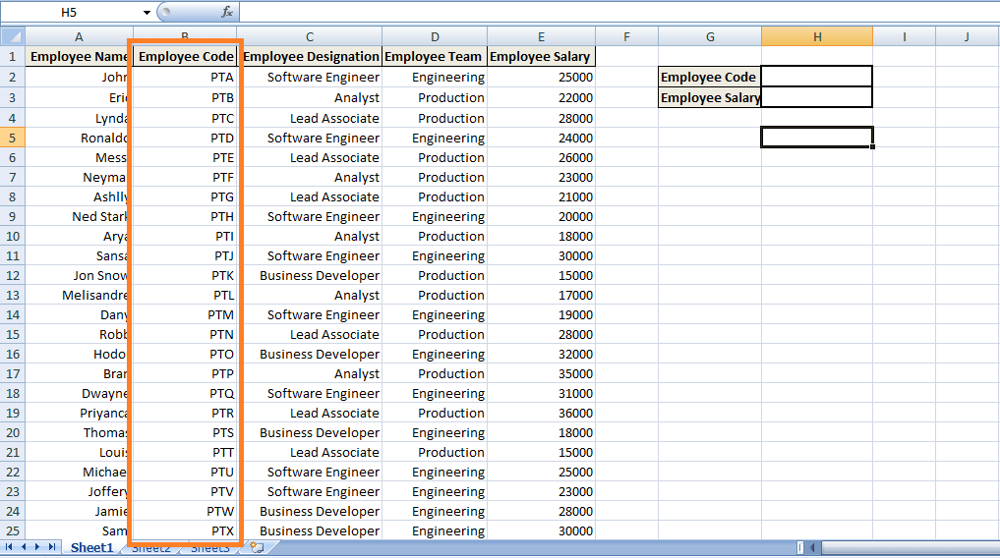 H5 fx
A B C D E F G H I J
1 Employee Name Employee Code Employee Designation Employee Team Employee Salary
2 John PTA Software Engineer Engineering 25000 Employee Code
3 Eric PTB Analyst Production 22000 Employee Salary
4 Lynda PTC Lead Associate Production 28000
5 Ronaldo PTD Software Engineer Engineering 24000
6 Mess PTE Lead Associate Production 26000
7 Neyma PTF Analyst Production 23000
8 Ashlly PTG Lead Associate Production 21000
9 Ned Stark PTH Software Engineer Engineering 20000
10 Arya PTI Analyst Production 18000
11 Sansa PTJ Software Engineer Engineering 30000
12 Jon Snow PTK Business Developer Production 15000
13 Melisandre PTL Analyst Production 17000
14 Dany PTM Software Engineer Engineering 19000
15 Robb PTN Lead Associate Production 28000
16 Hodo PTO Business Developer Engineering 32000
17 Bran PTP Analyst Production 35000
18 Dwayne PTQ Software Engineer Engineering 31000
19 Priyanca PTR Lead Associate Production 36000
20 Thomas PTS Business Developer Engineering 18000
21 Louis PTT Lead Associate Production 15000
22 Michae PTU Software Engineer Engineering 25000
23 Joffery PTV Software Engineer Engineering 23000
24 Jamie PTW Business Developer Engineering 28000
25 Sam PTX Business Developer Engineering 30000
Sheet1 Sheet2 Sheet3